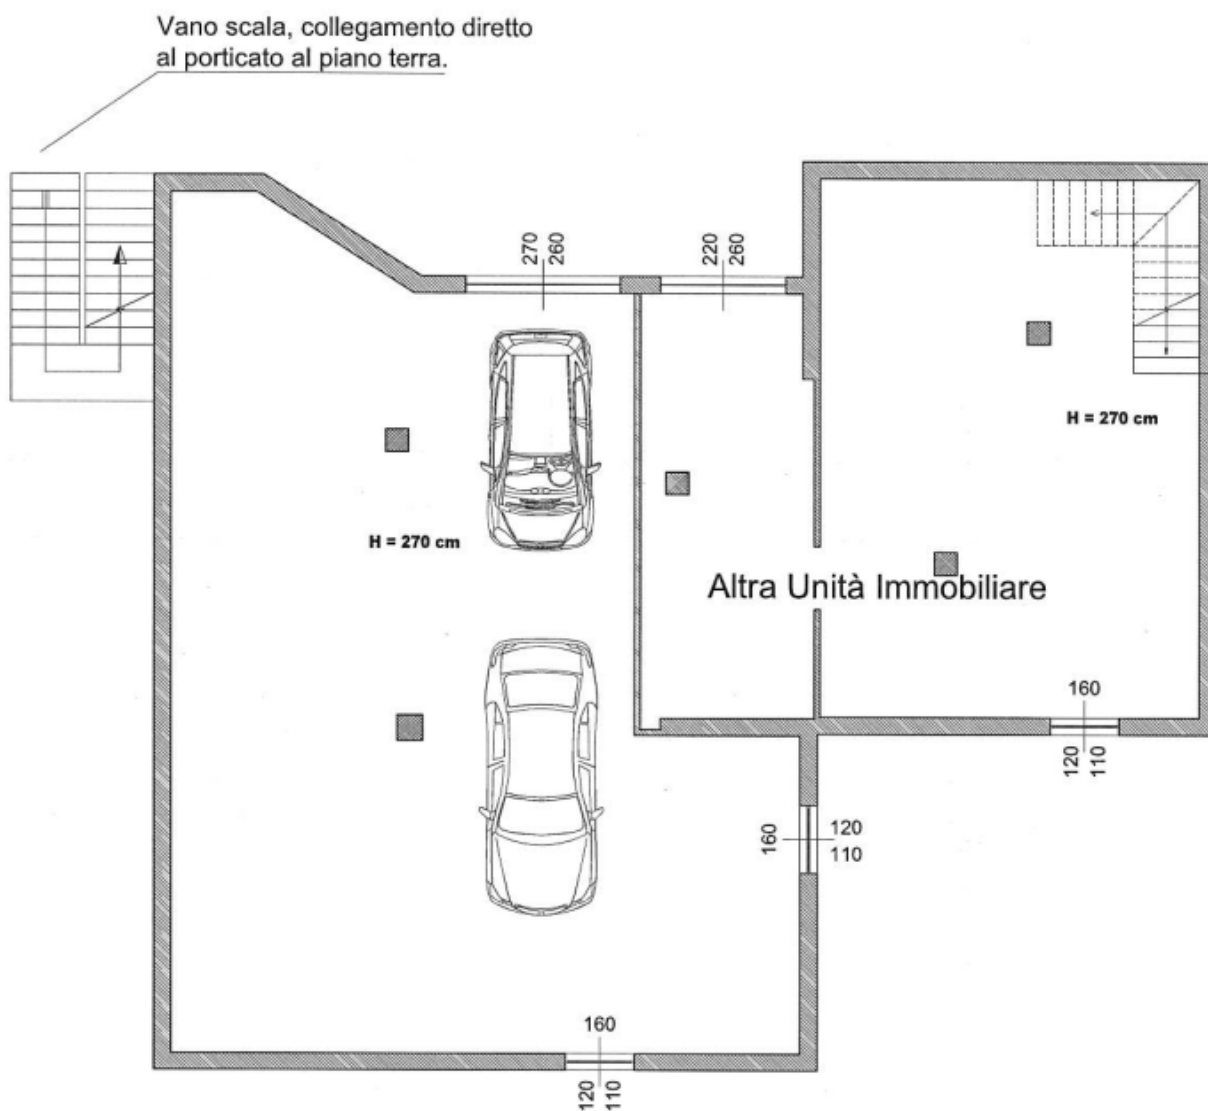 Vano scala, collegamento diretto
al porticato al piano terra.
270
260
220
260
H = 270 cm
H = 270 cm
Altra Unità Immobiliare
160
120
110
160
120
110
160
120
110